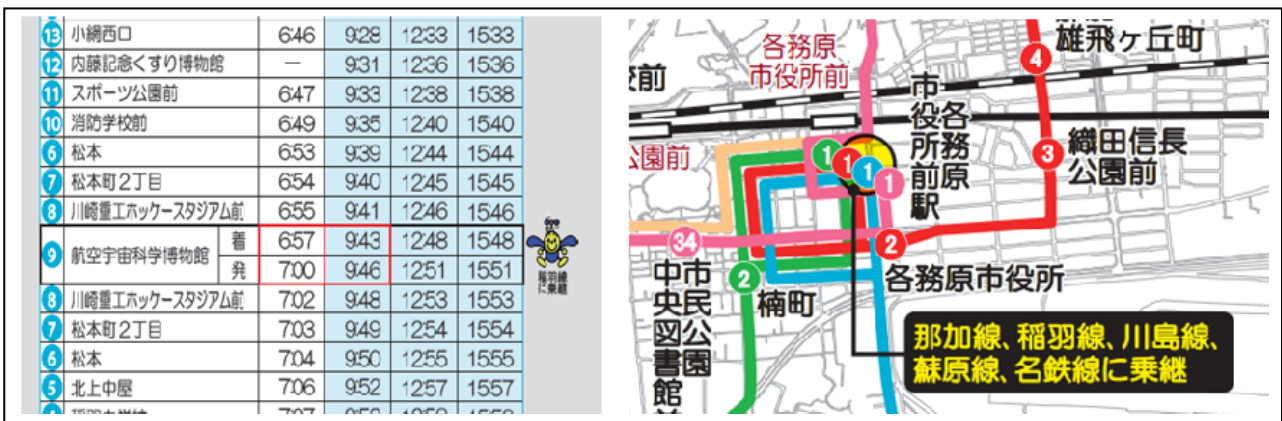 13 小網西口 6:46 9:28 12:33 15:33
12 内藤記念くすり博物館 — 9:31 12:36 15:36
11 スポーツ公園前 6:47 9:33 12:38 15:38
10 消防学校前 6:49 9:35 12:40 15:40
6 松本 6:53 9:39 12:44 15:44
7 松本町2丁目 6:54 9:40 12:45 15:45
8 川崎重工ホッケースタジアム前 6:55 9:41 12:46 15:46
9 航空宇宙科学博物館 着 6:57 9:43 12:48 15:48
発 7:00 9:46 12:51 15:51
稲羽線
に乗継
8 川崎重工ホッケースタジアム前 7:02 9:48 12:53 15:53
7 松本町2丁目 7:03 9:49 12:54 15:54
6 松本 7:04 9:50 12:55 15:55
5 北上中屋 7:06 9:52 12:57 15:57
各務原
市役所前
雄飛ヶ丘町
4
前
市役所前駅
各務原
公園前
3
織田信長
公園前
1
1
1
1
34
2
各務原市役所
2
楠町
市民公園
中央図書館
那加線、稲羽線、川島線、
蘇原線、名鉄線に乗継